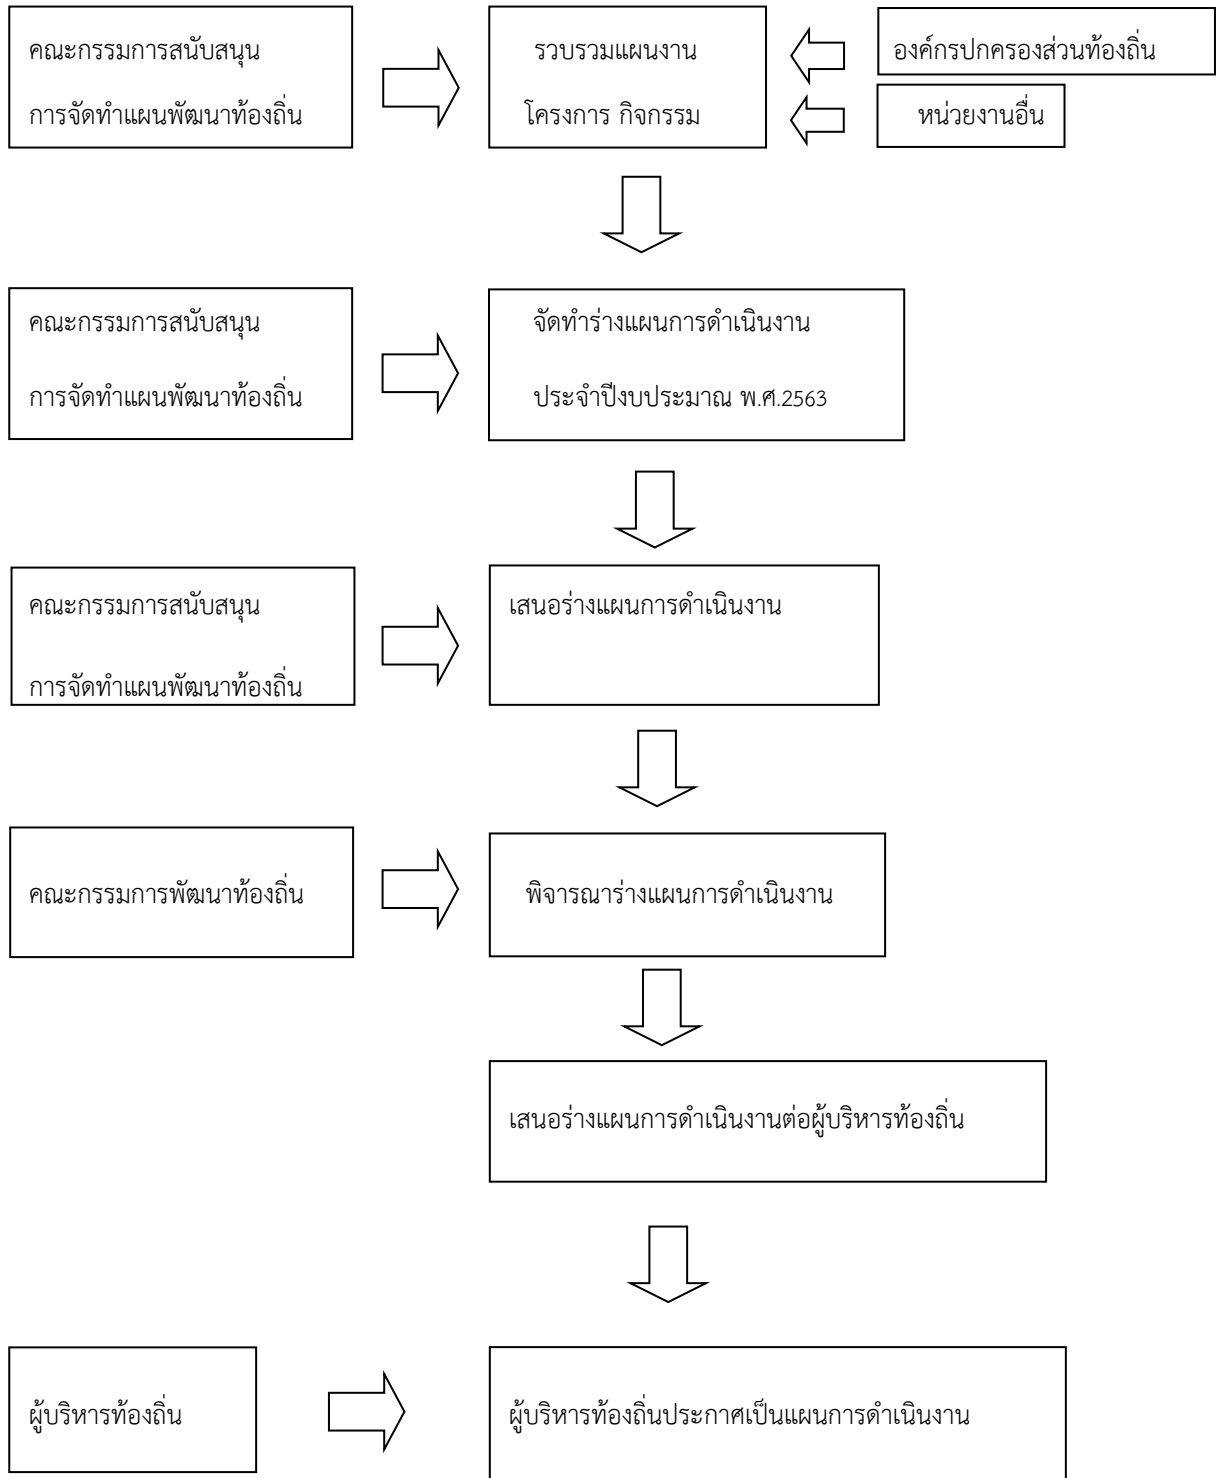 คณะกรรมการสนับสนุน
การจัดทำแผนพัฒนาท้องถิ่น
รวบรวมแผนงาน
โครงการ กิจกรรม
องค์กรปกครองส่วนท้องถิ่น
หน่วยงานอื่น
คณะกรรมการสนับสนุน
การจัดทำแผนพัฒนาท้องถิ่น
จัดทำร่างแผนการดำเนินงาน
ประจำปีงบประมาณ พ.ศ.2563
คณะกรรมการสนับสนุน
การจัดทำแผนพัฒนาท้องถิ่น
เสนอร่างแผนการดำเนินงาน
คณะกรรมการพัฒนาท้องถิ่น
พิจารณาร่างแผนการดำเนินงาน
เสนอร่างแผนการดำเนินงานต่อผู้บริหารท้องถิ่น
ผู้บริหารท้องถิ่น
ผู้บริหารท้องถิ่นประกาศเป็นแผนการดำเนินงาน